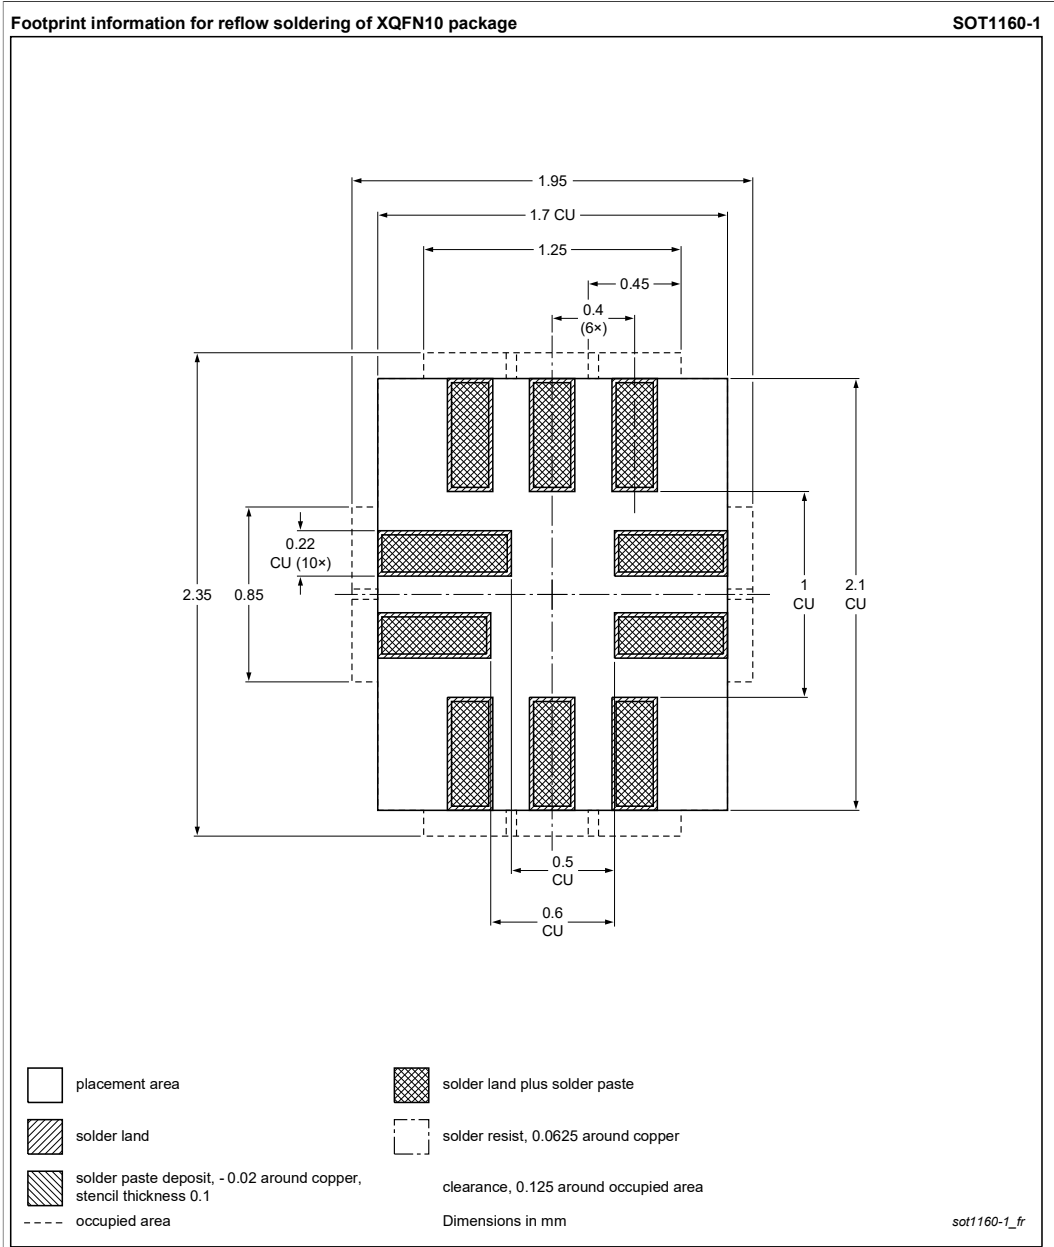 Footprint information for reflow soldering of XQFN10 package SOT1160-1
1.95
1.7 CU
1.25
0.45
0.4
(6×)
0.22
CU (10×)
2.35
0.85
1
CU
2.1
CU
0.5
CU
0.6
CU
placement area
solder land plus solder paste
solder land
solder resist, 0.0625 around copper
solder paste deposit, - 0.02 around copper,
stencil thickness 0.1
clearance, 0.125 around occupied area
occupied area
Dimensions in mm
sot1160-1_fr